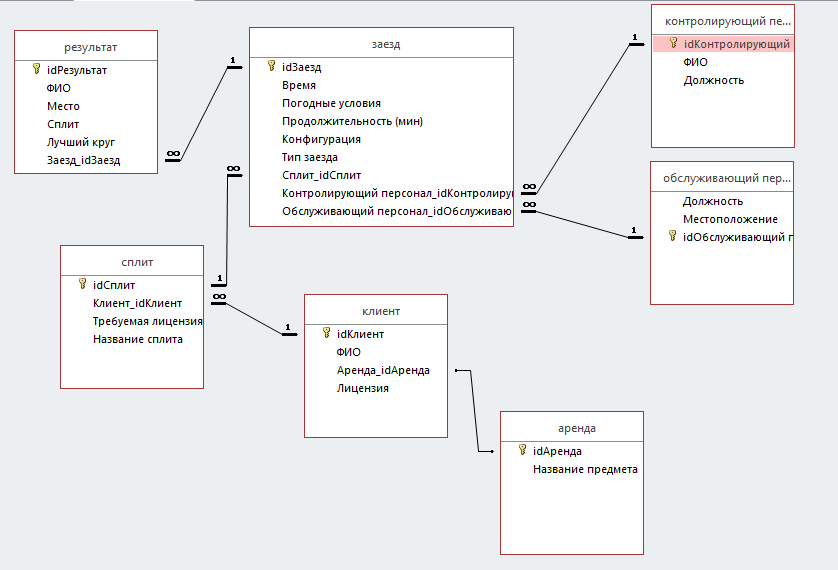 результат
idРезультат
ФИО
Место
Сплит
Лучший круг
Заезд_idЗаезд
заезд
idЗаезд
Время
Погодные условия
Продолжительность (мин)
Конфигурация
Тип заезда
Сплит_idСплит
Контролирующий персонал_idКонтролиру
Обслуживающий персонал_idОбслуживаю
контролирующий пе...
idКонтролирующий
ФИО
Должность
обслуживающий пер...
Должность
Местоположение
idОбслуживающий п
сплит
idСплит
Клиент_idКлиент
Требуемая лицензия
Название сплита
клиент
idКлиент
ФИО
Аренда_idАренда
Лицензия
аренда
idАренда
Название предмета
1
∞
∞
1
∞
1
∞
1
∞
1